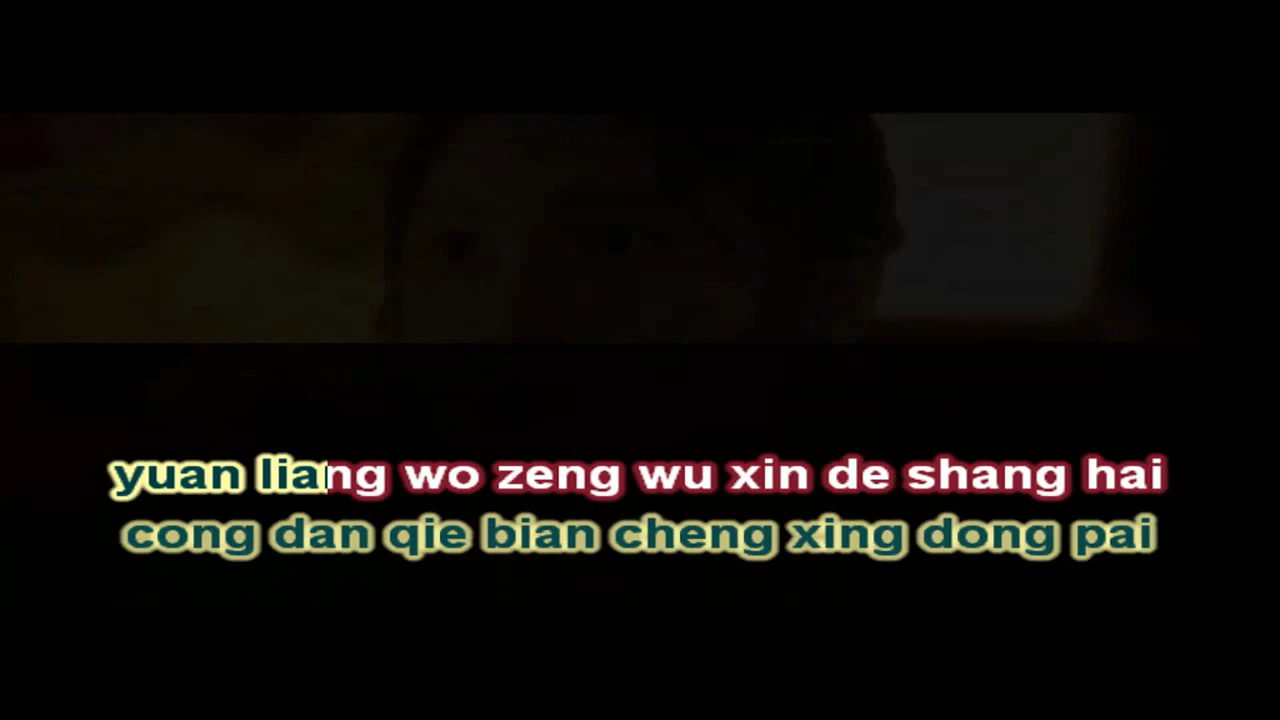 yuan liang wo zeng wu xin de shang hai
cong dan qie bian cheng xing dong pai